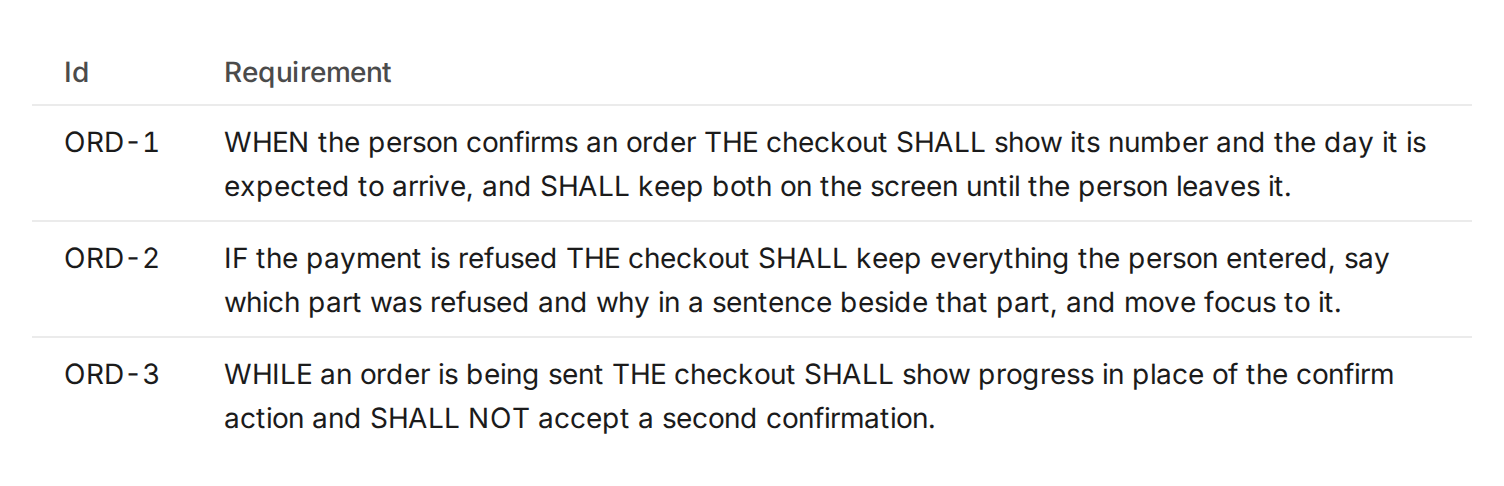 Id Requirement
ORD-1 WHEN the person confirms an order THE checkout SHALL show its number and the day it is
expected to arrive, and SHALL keep both on the screen until the person leaves it.
ORD-2 IF the payment is refused THE checkout SHALL keep everything the person entered, say
which part was refused and why in a sentence beside that part, and move focus to it.
ORD-3 WHILE an order is being sent THE checkout SHALL show progress in place of the confirm
action and SHALL NOT accept a second confirmation.